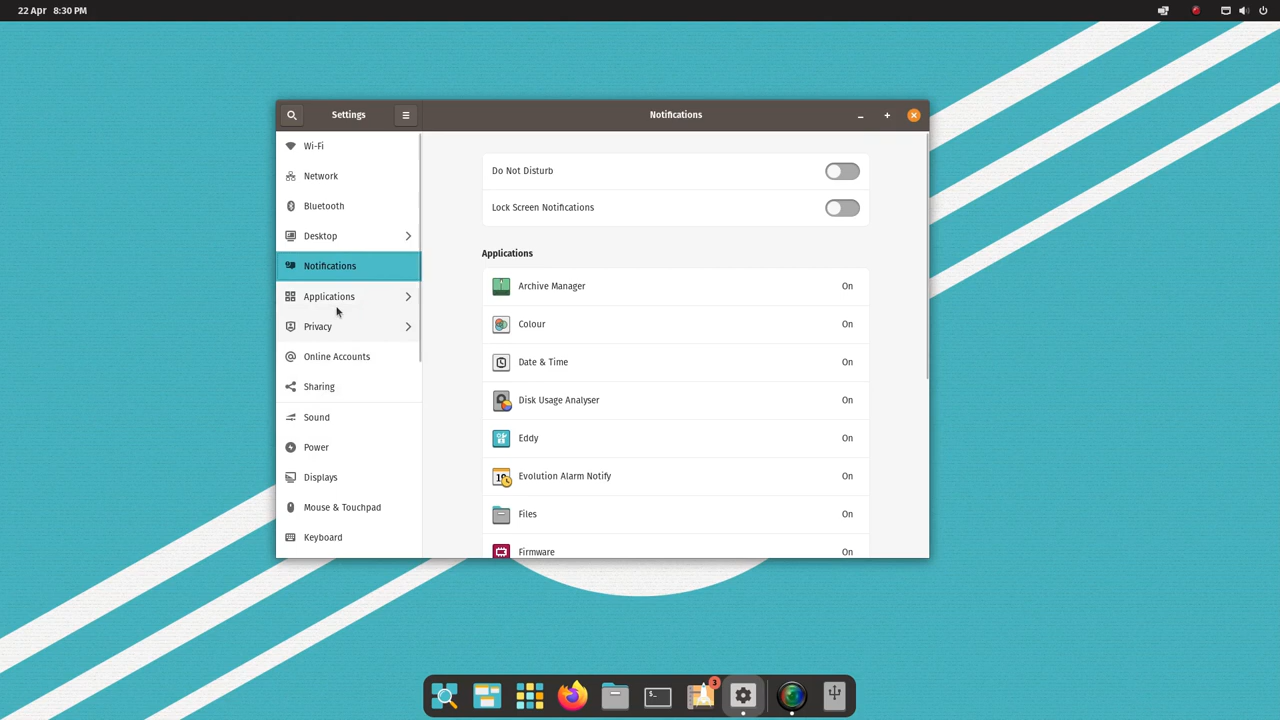 22 Apr 8:30 PM
Settings
Notifications
Wi-Fi
Network
Bluetooth
Desktop
Notifications
Applications
Privacy
Online Accounts
Sharing
Sound
Power
Displays
Mouse & Touchpad
Keyboard
Do Not Disturb
Lock Screen Notifications
Applications
Archive Manager On
Colour On
Date & Time On
Disk Usage Analyser On
Eddy On
Evolution Alarm Notify On
Files On
Firmware On
3